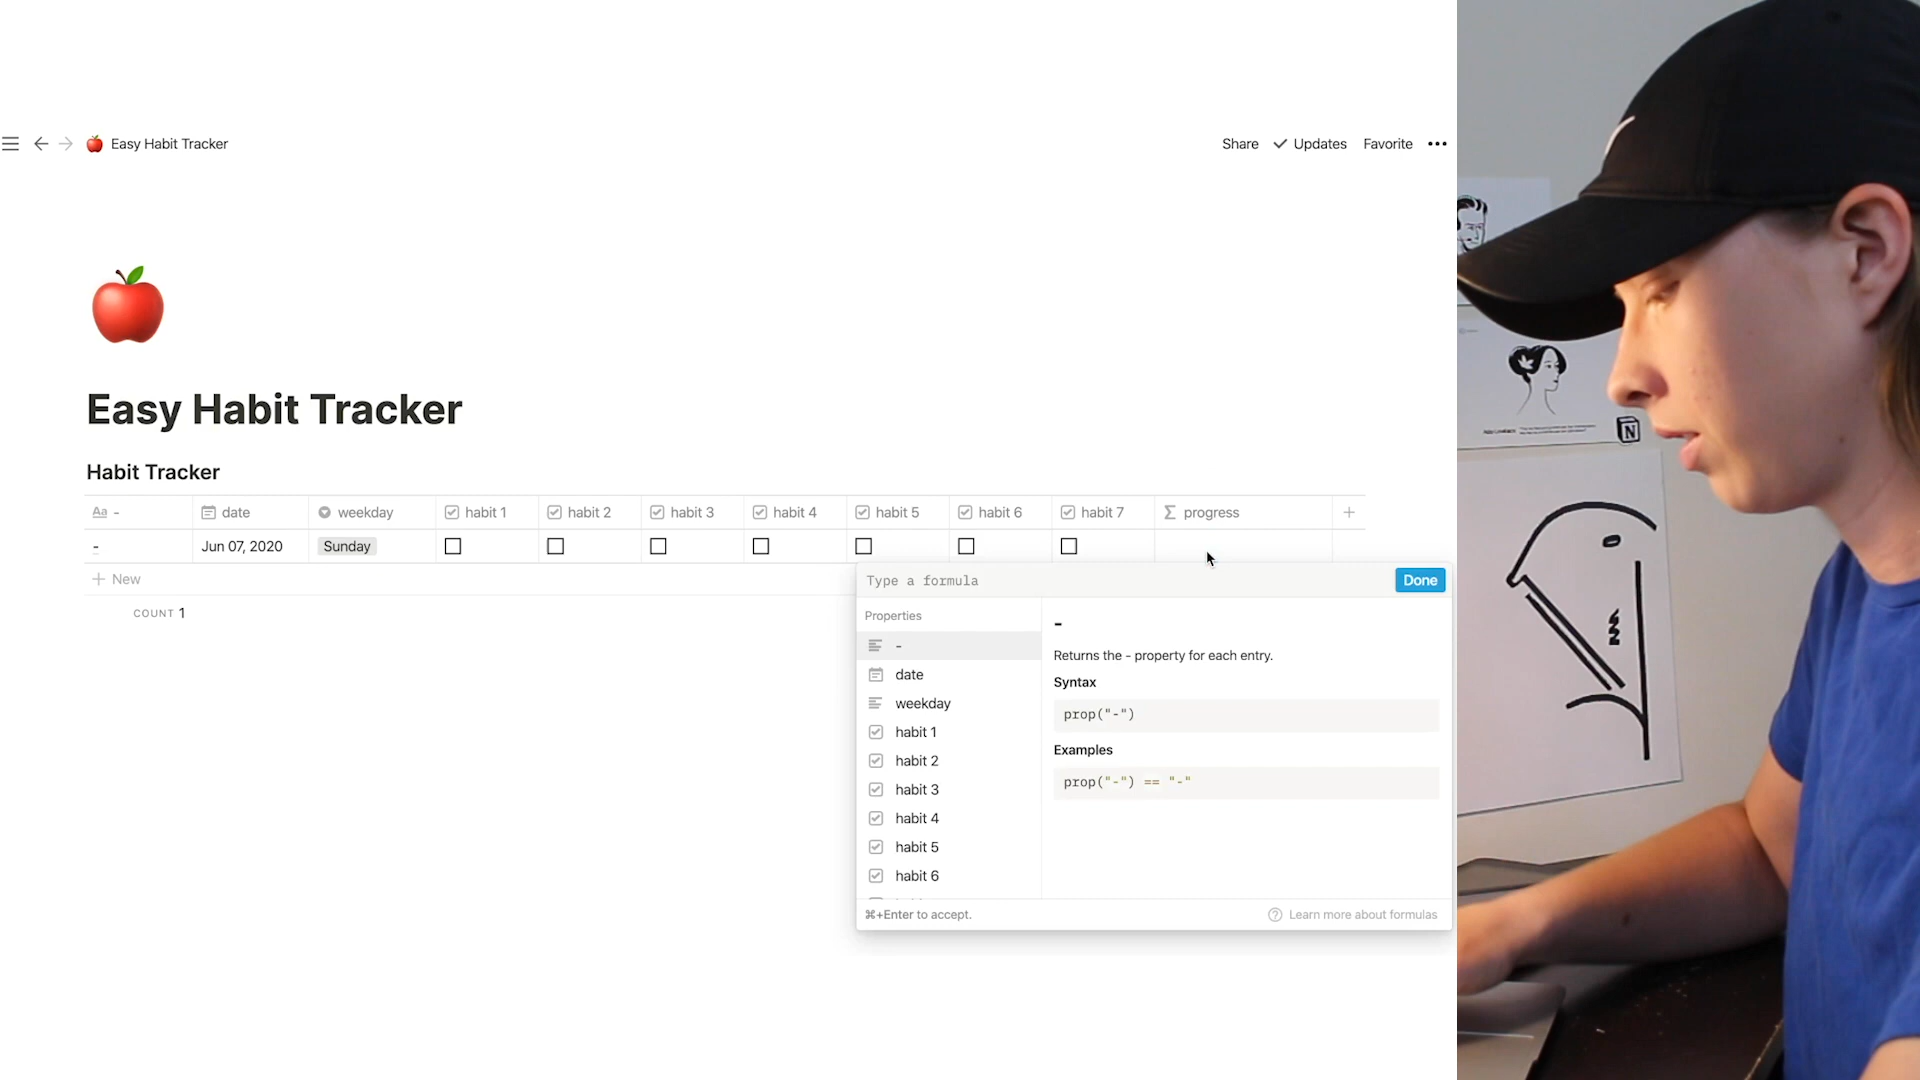 Easy Habit Tracker
Share Updates Favorite •••
Easy Habit Tracker
Habit Tracker
Aa - date weekday habit 1 habit 2 habit 3 habit 4 habit 5 habit 6 habit 7 Σ progress +
- Jun 07, 2020 Sunday
+ New
COUNT 1
Type a formula Done
Properties
-
date
weekday
habit 1
habit 2
habit 3
habit 4
habit 5
habit 6
-
Returns the - property for each entry.
Syntax
prop("-")
Examples
prop("-") == "-"
⌘+Enter to accept.
? Learn more about formulas
N